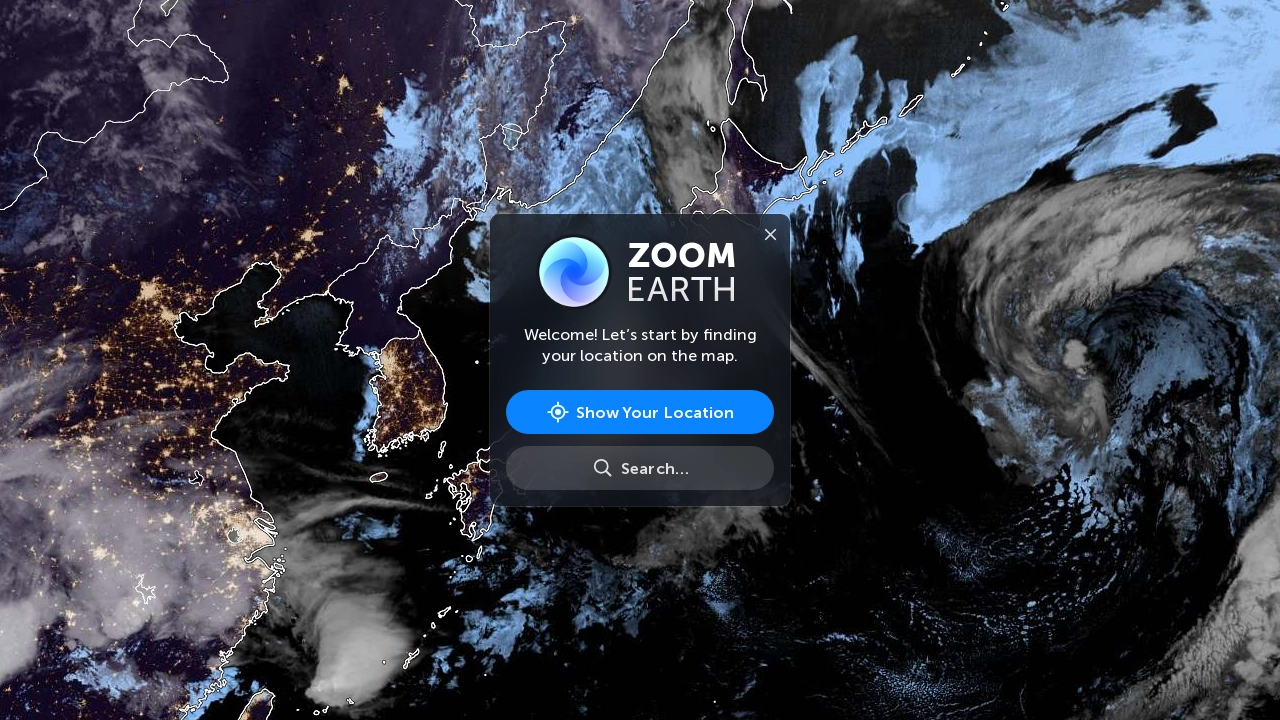 ZOOM
EARTH
Welcome! Let’s start by finding
your location on the map.
Show Your Location
Search…